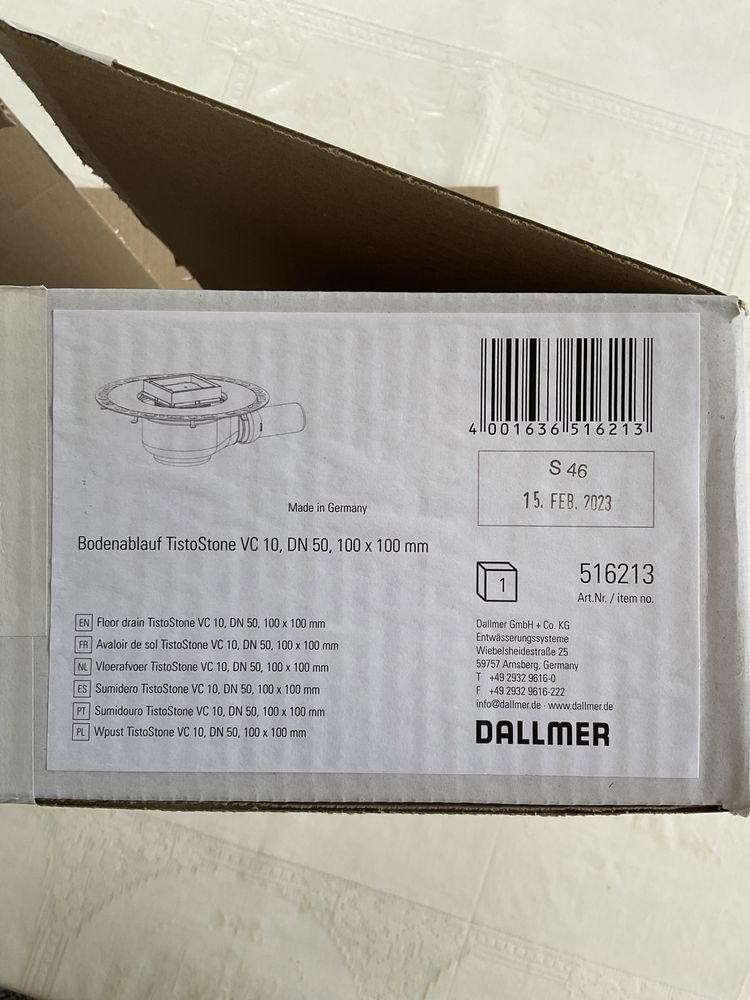 4 001636 516213
S 46
15. FEB. 2023
Made in Germany
Bodenablauf TistoStone VC 10, DN 50, 100 x 100 mm
1
516213
Art.Nr. / item no.
EN Floor drain TistoStone VC 10, DN 50, 100 x 100 mm
FR Avaloir de sol TistoStone VC 10, DN 50, 100 x 100 mm
NL Vloerafvoer TistoStone VC 10, DN 50, 100 x 100 mm
ES Sumidero TistoStone VC 10, DN 50, 100 x 100 mm
PT Sumidouro TistoStone VC 10, DN 50, 100 x 100 mm
PL Wpust TistoStone VC 10, DN 50, 100 x 100 mm
Dallmer GmbH + Co. KG
Entwässerungssysteme
Wiebelsheidestraße 25
59757 Arnsberg, Germany
T +49 2932 9616-0
F +49 2932 9616-222
info@dallmer.de · www.dallmer.de
DALLMER